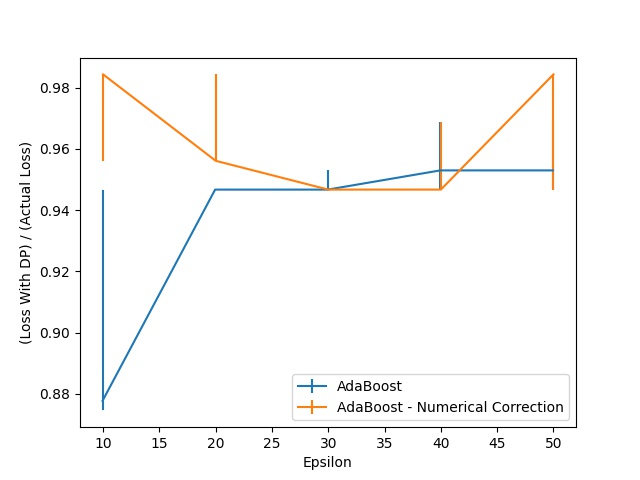 0.98
0.96
0.94
0.92
0.90
0.88
(Loss With DP) / (Actual Loss)
AdaBoost
AdaBoost - Numerical Correction
10 15 20 25 30 35 40 45 50
Epsilon